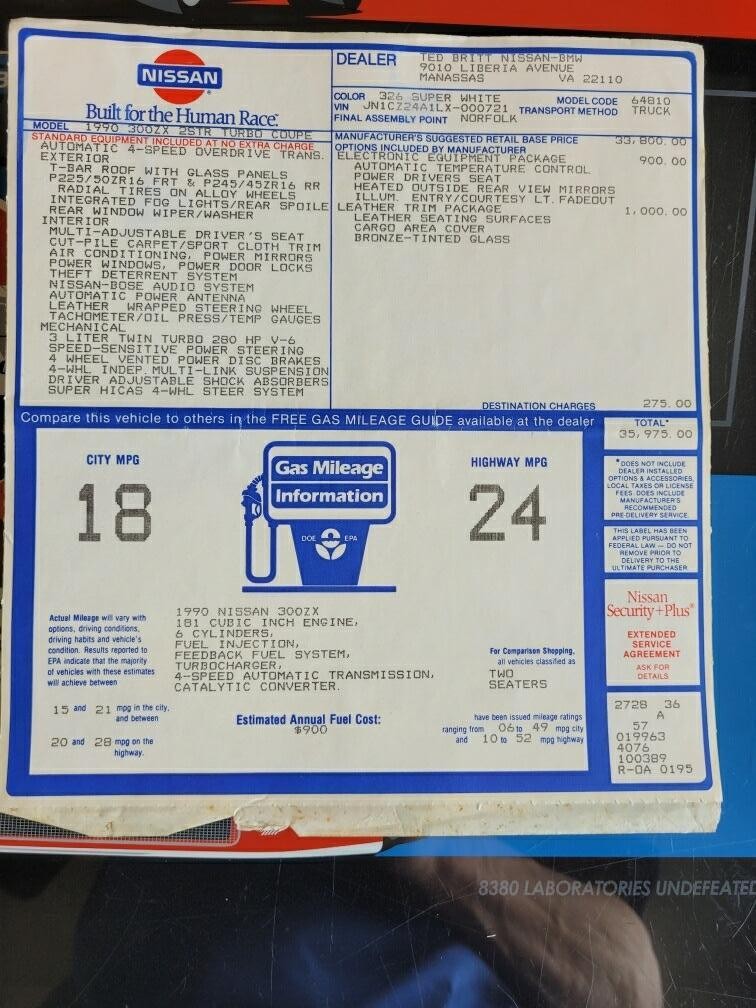 NISSAN
Built for the Human Race.
DEALER TED BRITT NISSAN-BMW
9010 LIBERIA AVENUE
MANASSAS VA 22110
COLOR 326 SUPER WHITE MODEL CODE 64810
VIN JN1CZ24A1LX-000721 TRANSPORT METHOD TRUCK
FINAL ASSEMBLY POINT NORFOLK
MODEL 1990 300ZX 2STR TURBO COUPE
STANDARD EQUIPMENT INCLUDED AT NO EXTRA CHARGE
AUTOMATIC 4-SPEED OVERDRIVE TRANS.
EXTERIOR
T-BAR ROOF WITH GLASS PANELS
P225/50ZR16 FRT & P245/45ZR16 RR
RADIAL TIRES ON ALLOY WHEELS
INTEGRATED FOG LIGHTS/REAR SPOILE
REAR WINDOW WIPER/WASHER
INTERIOR
MULTI-ADJUSTABLE DRIVER'S SEAT
CUT-PILE CARPET/SPORT CLOTH TRIM
AIR CONDITIONING, POWER MIRRORS
POWER WINDOWS, POWER DOOR LOCKS
THEFT DETERRENT SYSTEM
NISSAN-BOSE AUDIO SYSTEM
AUTOMATIC POWER ANTENNA
LEATHER WRAPPED STEERING WHEEL
TACHOMETER/OIL PRESS/TEMP GAUGES
MECHANICAL
3 LITER TWIN TURBO 280 HP V-6
SPEED-SENSITIVE POWER STEERING
4 WHEEL VENTED POWER DISC BRAKES
4-WHL INDEP. MULTI-LINK SUSPENSION
DRIVER ADJUSTABLE SHOCK ABSORBERS
SUPER HICAS 4-WHL STEER SYSTEM
MANUFACTURER'S SUGGESTED RETAIL BASE PRICE 33,800.00
OPTIONS INCLUDED BY MANUFACTURER
ELECTRONIC EQUIPMENT PACKAGE 900.00
AUTOMATIC TEMPERATURE CONTROL
POWER DRIVERS SEAT
HEATED OUTSIDE REAR VIEW MIRRORS
ILLUM. ENTRY/COURTESY LT.FADEOUT
LEATHER TRIM PACKAGE 1,000.00
LEATHER SEATING SURFACES
CARGO AREA COVER
BRONZE-TINTED GLASS
DESTINATION CHARGES 275.00
Compare this vehicle to others in the FREE GAS MILEAGE GUIDE available at the dealer
TOTAL*
35,975.00
CITY MPG
18
Gas Mileage
Information
DOE EPA
HIGHWAY MPG
24
*DOES NOT INCLUDE
DEALER INSTALLED
OPTIONS & ACCESSORIES,
LOCAL TAXES OR LICENSE
FEES. DOES INCLUDE
MANUFACTURER'S
RECOMMENDED
PRE-DELIVERY SERVICE.
THIS LABEL HAS BEEN
APPLIED PURSUANT TO
FEDERAL LAW — DO NOT
REMOVE PRIOR TO
DELIVERY TO THE
ULTIMATE PURCHASER
Nissan
Security+Plus®
EXTENDED
SERVICE
AGREEMENT
ASK FOR
DETAILS
Actual Mileage will vary with
options, driving conditions,
driving habits and vehicle's
condition. Results reported to
EPA indicate that the majority
of vehicles with these estimates
will achieve between
15 and 21 mpg in the city,
and between
20 and 28 mpg on the
highway.
1990 NISSAN 300ZX
181 CUBIC INCH ENGINE,
6 CYLINDERS,
FUEL INJECTION,
FEEDBACK FUEL SYSTEM,
TURBOCHARGER,
4-SPEED AUTOMATIC TRANSMISSION,
CATALYTIC CONVERTER.
Estimated Annual Fuel Cost:
$900
For Comparison Shopping,
all vehicles classified as
TWO
SEATERS
have been issued mileage ratings
ranging from 06 to 49 mpg city
and 10 to 52 mpg highway
2728 36
A
57
019963
4076
100389
R-OA 0195
8380 LABORATORIES UNDEFEATED